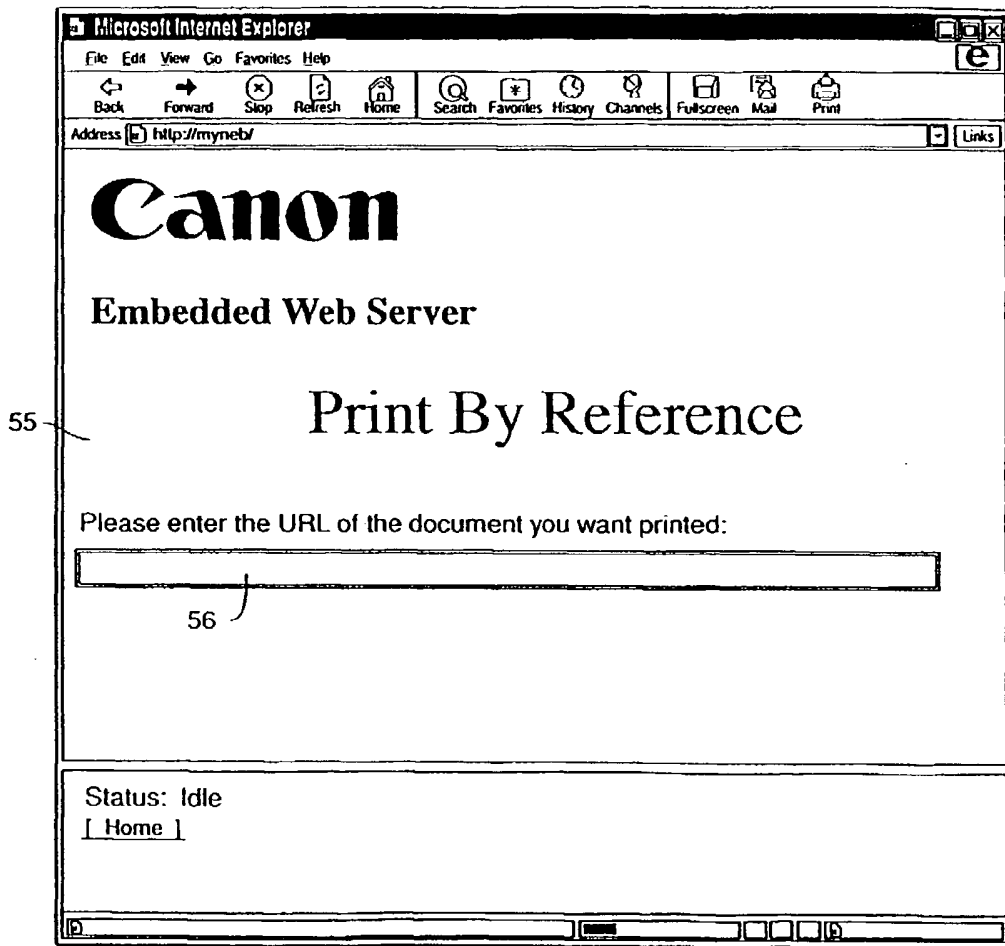 Microsoft Internet Explorer
File Edit View Go Favorites Help
Back Forward Stop Refresh Home Search Favorites History Channels Fullscreen Mail Print
Address http://myneb/ Links
Canon
Embedded Web Server
55
Print By Reference
Please enter the URL of the document you want printed:
56
Status: Idle
[ Home ]